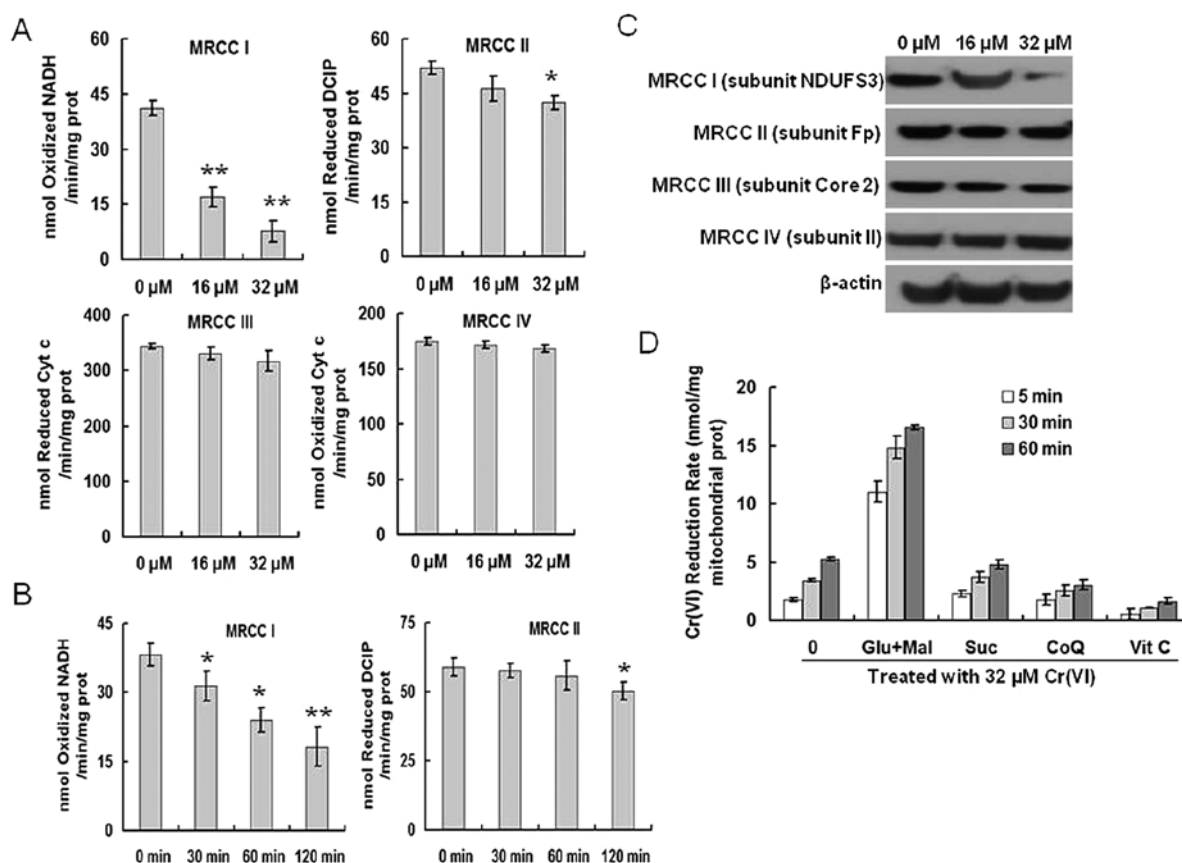 A
MRCC I
nmol Oxidized NADH
/min/mg prot
60
45
30
15
0
**
**
0 µM 16 µM 32 µM
MRCC II
nmol Reduced DCIP
/min/mg prot
60
45
30
15
0
*
0 µM 16 µM 32 µM
MRCC III
nmol Reduced Cyt c
/min/mg prot
400
300
200
100
0
0 µM 16 µM 32 µM
MRCC IV
nmol Oxidized Cyt c
/min/mg prot
200
150
100
50
0
0 µM 16 µM 32 µM
B
MRCC I
nmol Oxidized NADH
/min/mg prot
45
30
15
0
*
*
**
0 min 30 min 60 min 120 min
MRCC II
nmol Reduced DCIP
/min/mg prot
75
50
25
0
*
0 min 30 min 60 min 120 min
C
0 µM 16 µM 32 µM
MRCC I (subunit NDUFS3)
MRCC II (subunit Fp)
MRCC III (subunit Core 2)
MRCC IV (subunit II)
β-actin
D
Cr(VI) Reduction Rate (nmol/mg
mitochondrial prot)
20
15
10
5
0
5 min
30 min
60 min
0 Glu+Mal Suc CoQ Vit C
Treated with 32 µM Cr(VI)